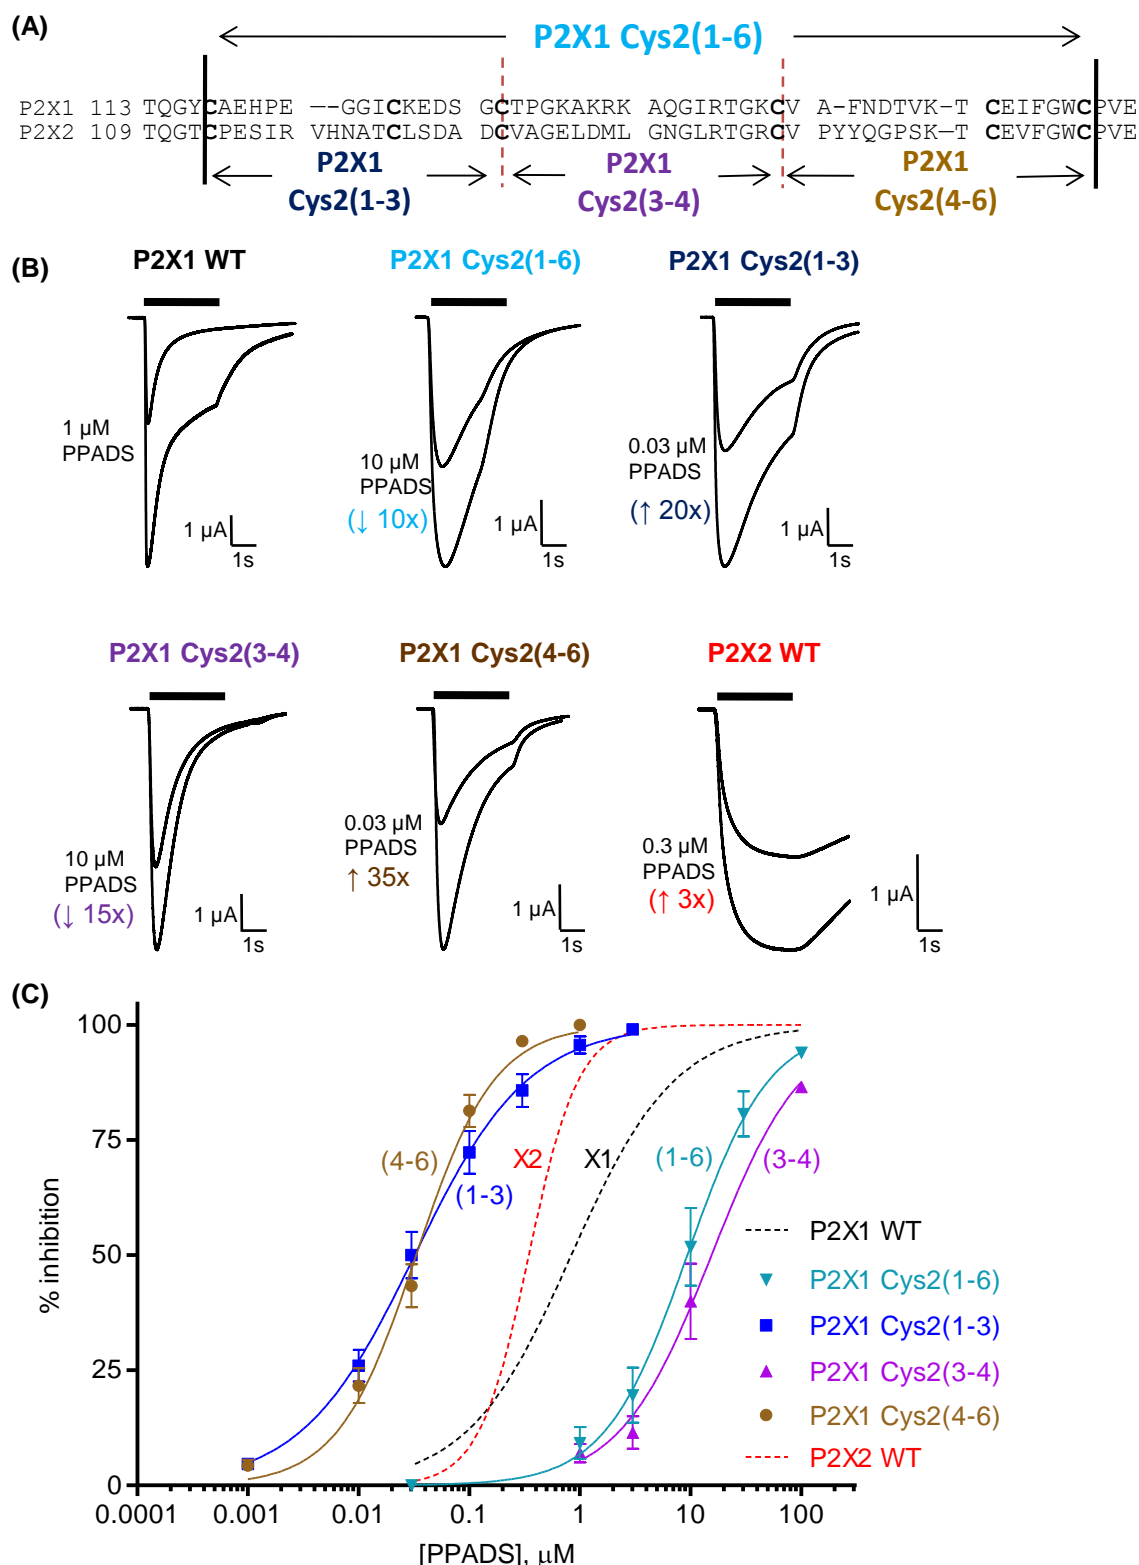 (A)
P2X1 Cys2(1-6)
P2X1 113 TQGYCAEHPE --GGICKEDS GCTPGKAKRK AQGIRTGKCV A-FNDTVK-T CEIFGWCPVE
P2X2 109 TQGTCPESIR VHNATCLSDA DCVAGELDML GNGLRTGRCV PYYQGPSK-T CEVFGWCPVE
P2X1 P2X1 P2X1
Cys2(1-3) Cys2(3-4) Cys2(4-6)
(B)
P2X1 WT P2X1 Cys2(1-6) P2X1 Cys2(1-3)
1 µM
PPADS
1 µA
1s
10 µM
PPADS
(↓ 10x)
1 µA
1s
0.03 µM
PPADS
(↑ 20x)
1 µA
1s
P2X1 Cys2(3-4) P2X1 Cys2(4-6) P2X2 WT
10 µM
PPADS
(↓ 15x)
1 µA
1s
0.03 µM
PPADS
↑ 35x
1 µA
1s
0.3 µM
PPADS
(↑ 3x)
1 µA
1s
(C)
% inhibition
100
75
50
25
0
(4-6)
(1-3)
X2
X1
(1-6)
(3-4)
P2X1 WT
P2X1 Cys2(1-6)
P2X1 Cys2(1-3)
P2X1 Cys2(3-4)
P2X1 Cys2(4-6)
P2X2 WT
0.0001 0.001 0.01 0.1 1 10 100
[PPADS], µM